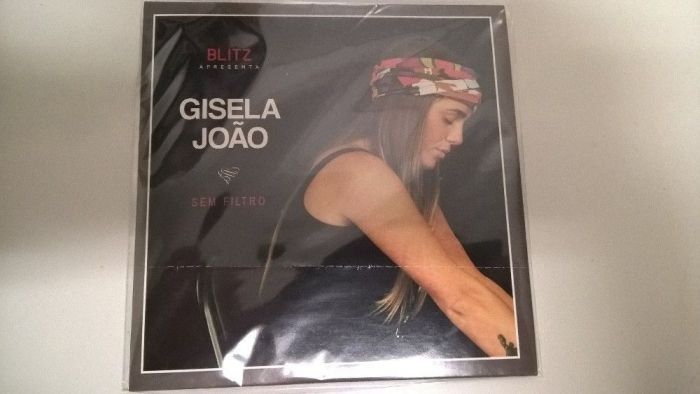 BLITZ
APRESENTA
GISELA
JOÃO
SEM FILTRO